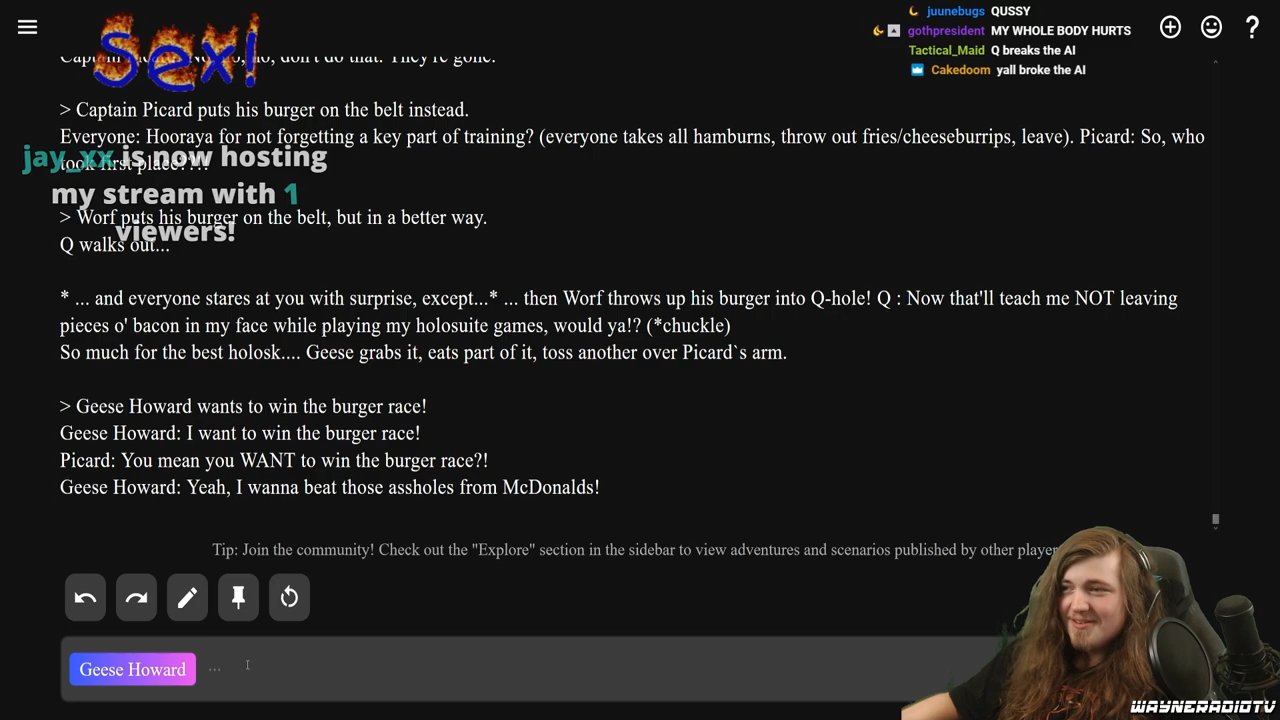 Sex!
juunebugs QUSSY
gothpresident MY WHOLE BODY HURTS
Tactical_Maid Q breaks the AI
Cakedoom yall broke the AI
don't do that. They're gone.
> Captain Picard puts his burger on the belt instead.
Everyone: Hooraya for not forgetting a key part of training? (everyone takes all hamburns, throw out fries/cheeseburrips, leave). Picard: So, who
took first place???!
jay_xx is now hosting
my stream with 1
viewers!
> Worf puts his burger on the belt, but in a better way.
Q walks out...
* ... and everyone stares at you with surprise, except...* ... then Worf throws up his burger into Q-hole! Q : Now that'll teach me NOT leaving
pieces o' bacon in my face while playing my holosuite games, would ya!? (*chuckle)
So much for the best holosk.... Geese grabs it, eats part of it, toss another over Picard`s arm.
> Geese Howard wants to win the burger race!
Geese Howard: I want to win the burger race!
Picard: You mean you WANT to win the burger race?!
Geese Howard: Yeah, I wanna beat those assholes from McDonalds!
Tip: Join the community! Check out the "Explore" section in the sidebar to view adventures and scenarios published by other player
Geese Howard ...
WAYNERADIOTV